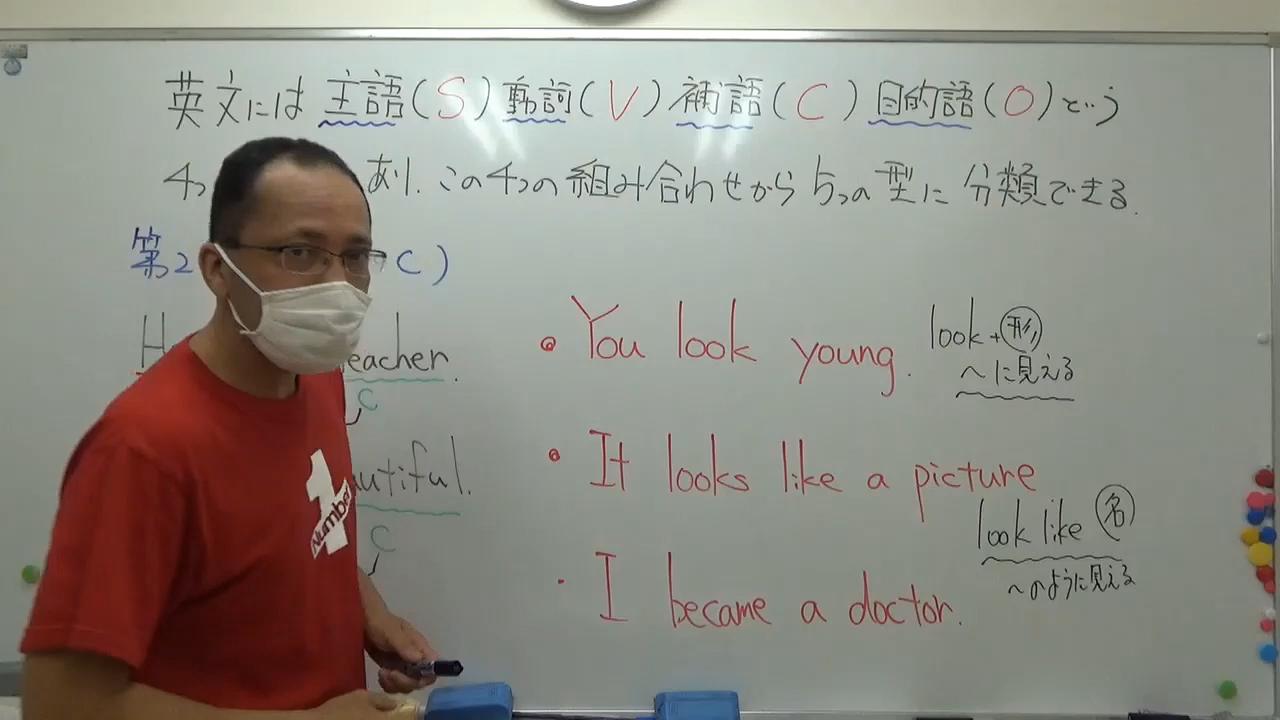 英文には 主語(S) 動詞(V) 補語(C) 目的語(O)という
4つ あり、この4つの組み合わせから5つの型に分類できる.
第2 C)
H eacher.
C
autiful.
C
• You look young.
look+形
〜に見える
• It looks like a picture
look like 名
〜のように見える
・I became a doctor.
1
Number